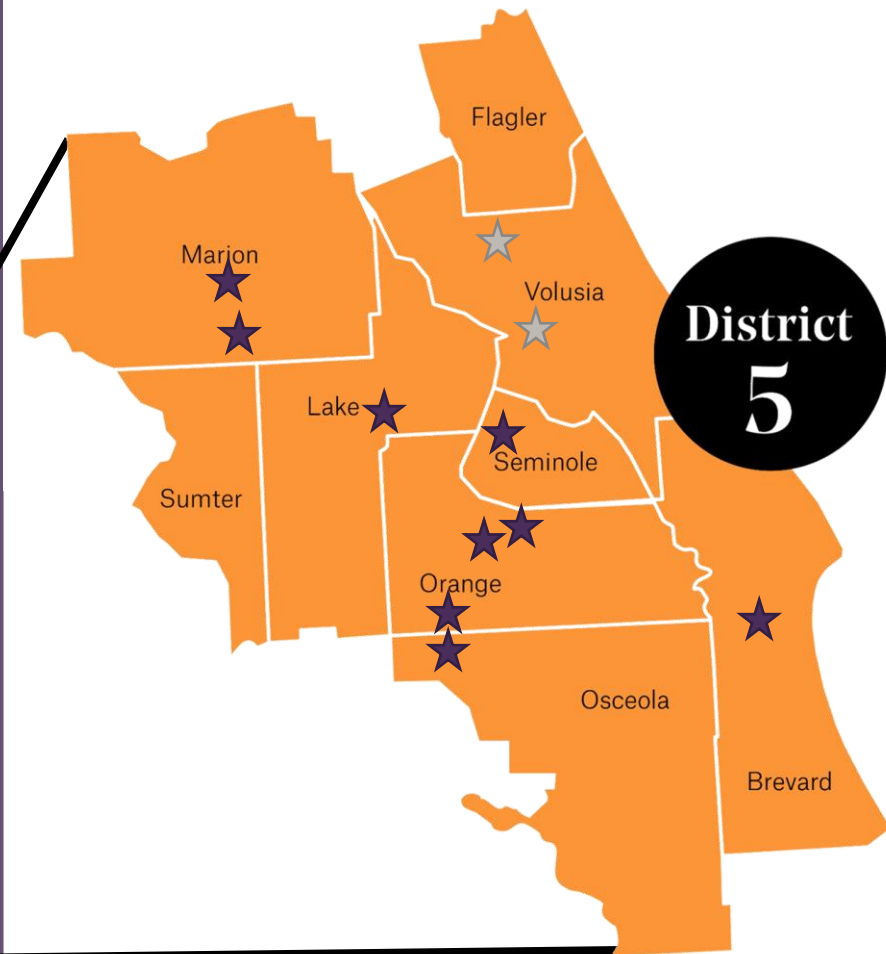 Flagler
Marion
Volusia
District
5
Lake
Seminole
Sumter
Orange
Osceola
Brevard